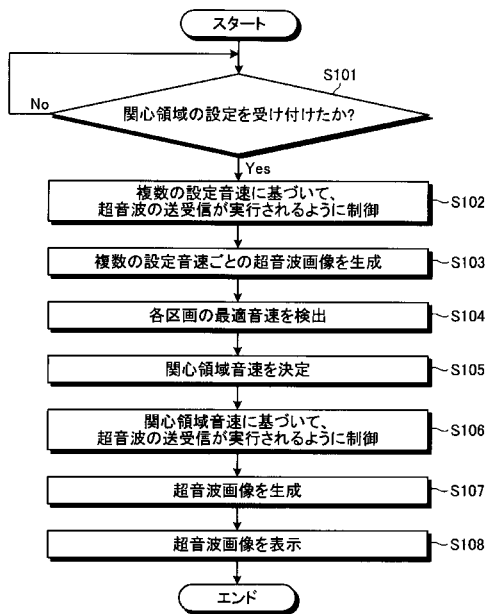 スタート
S101
No
関心領域の設定を受け付けたか?
Yes
複数の設定音速に基づいて、
超音波の送受信が実行されるように制御
S102
複数の設定音速ごとの超音波画像を生成
S103
各区画の最適音速を検出
S104
関心領域音速を決定
S105
関心領域音速に基づいて、
超音波の送受信が実行されるように制御
S106
超音波画像を生成
S107
超音波画像を表示
S108
エンド